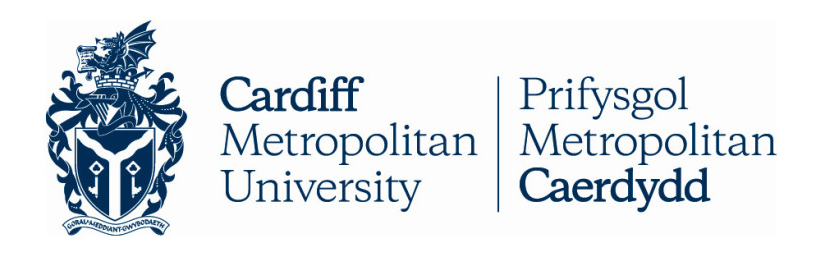 Cardiff
Metropolitan
University
Prifysgol
Metropolitan
Caerdydd
GORAU·MEDDIANT·GWYBODAETH